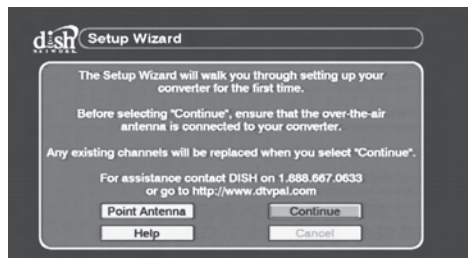 dish
NETWORK
Setup Wizard
The Setup Wizard will walk you through setting up your
converter for the first time.
Before selecting "Continue", ensure that the over-the-air
antenna is connected to your converter.
Any existing channels will be replaced when you select "Continue".
For assistance contact DISH on 1.888.667.0633
or go to http://www.dtvpal.com
Point Antenna
Continue
Help
Cancel